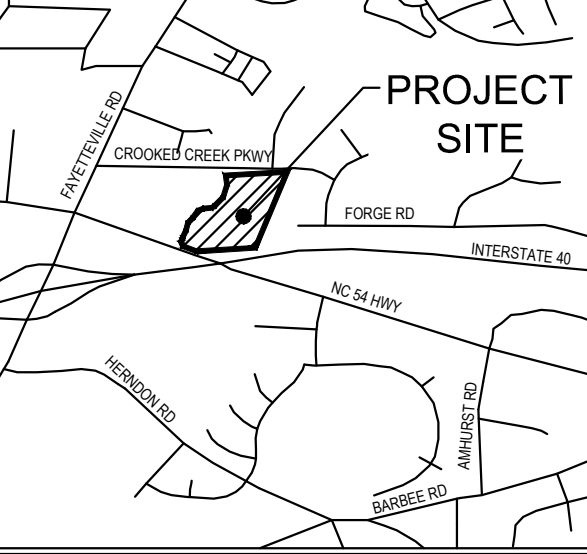 PROJECT
SITE
FAYETTEVILLE RD
CROOKED CREEK PKWY
FORGE RD
INTERSTATE 40
NC 54 HWY
HERNDON RD
AMHURST RD
BARBEE RD